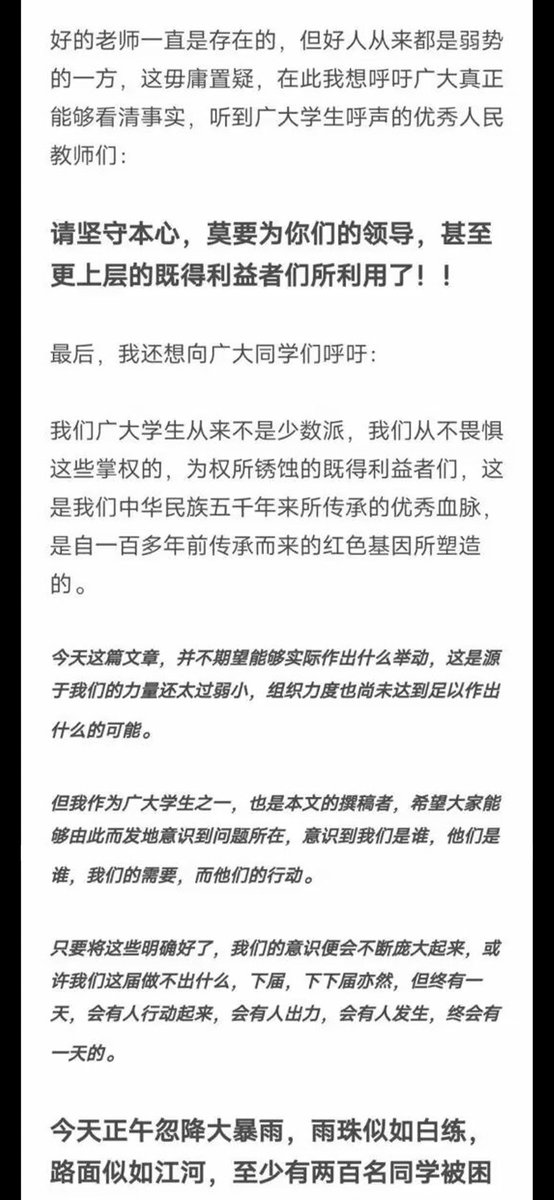 好的老师一直是存在的，但好人从来都是弱势
的一方，这毋庸置疑，在此我想呼吁广大真正
能够看清事实，听到广大学生呼声的优秀人民
教师们：
请坚守本心，莫要为你们的领导，甚至
更上层的既得利益者们所利用了！！
最后，我还想向广大同学们呼吁：
我们广大学生从来不是少数派，我们从不畏惧
这些掌权的，为权所锈蚀的既得利益者们，这
是我们中华民族五千年来所传承的优秀血脉，
是自一百多年前传承而来的红色基因所塑造
的。
今天这篇文章，并不期望能够实际作出什么举动，这是源
于我们的力量还太过弱小，组织力度也尚未达到足以作出
什么的可能。
但我作为广大学生之一，也是本文的撰稿者，希望大家能
够由此而发地意识到问题所在，意识到我们是谁，他们是
谁，我们的需要，而他们的行动。
只要将这些明确好了，我们的意识便会不断庞大起来，或
许我们这届做不出什么，下届，下下届亦然，但终有一
天，会有人行动起来，会有人出力，会有人发生，终会有
一天的。
今天正午忽降大暴雨，雨珠似如白练，
路面似如江河，至少有两百名同学被困